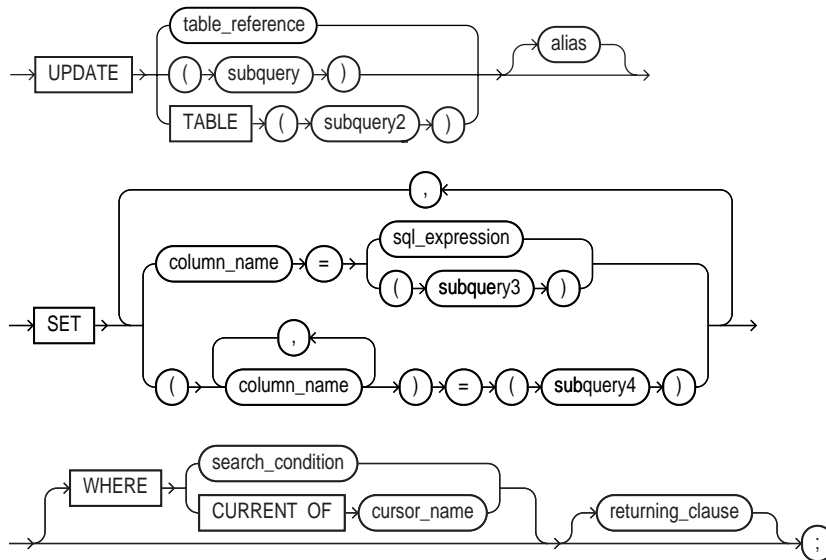 table_reference
UPDATE ( subquery ) alias
TABLE ( subquery2 )
,
column_name = sql_expression
( subquery3 )
SET
,
( column_name ) = ( subquery4 )
WHERE search_condition
CURRENT OF cursor_name returning_clause
;